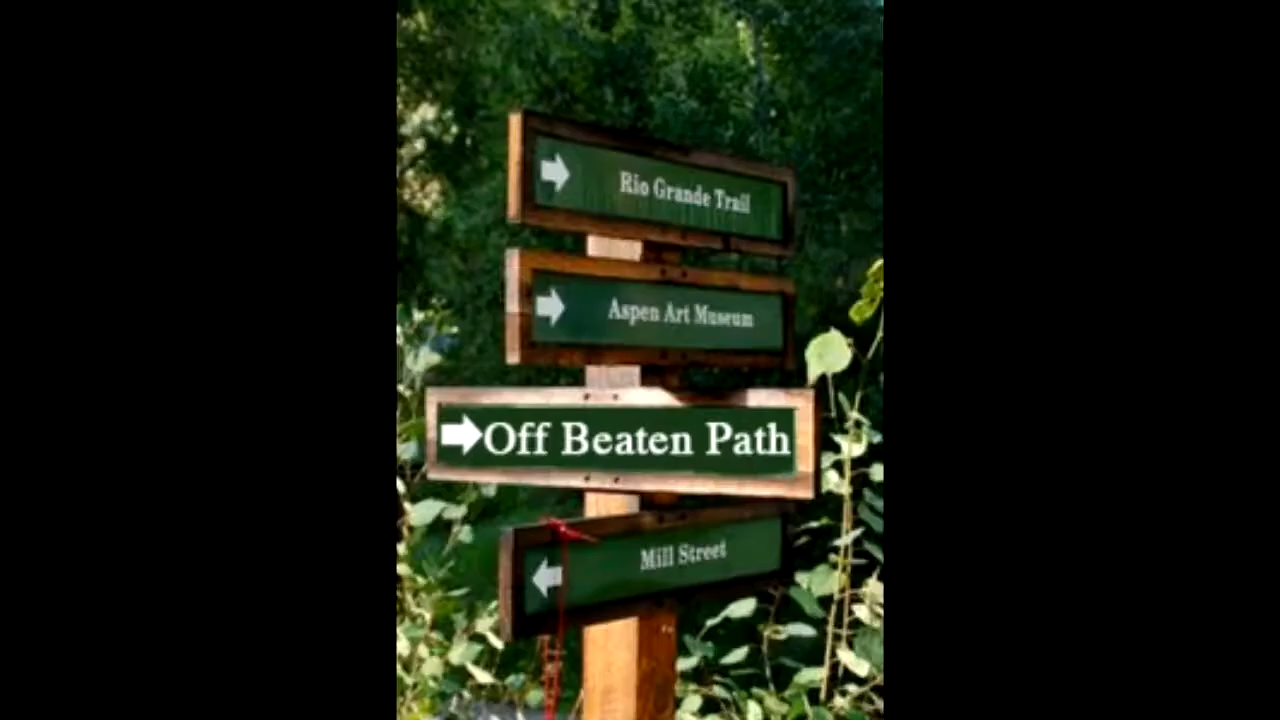 Rio Grande Trail
Aspen Art Museum
Off Beaten Path
Mill Street